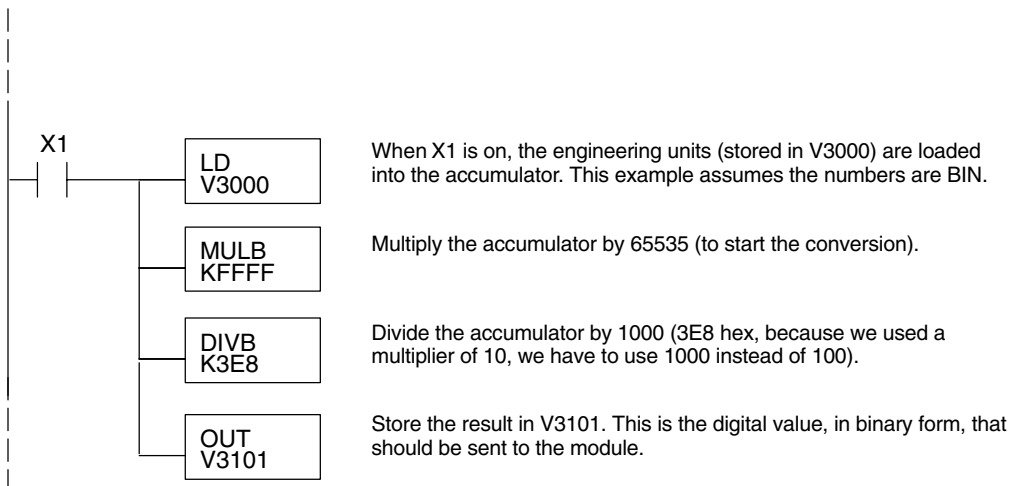 X1
LD
V3000
When X1 is on, the engineering units (stored in V3000) are loaded
into the accumulator. This example assumes the numbers are BIN.
MULB
KFFFF
Multiply the accumulator by 65535 (to start the conversion).
DIVB
K3E8
Divide the accumulator by 1000 (3E8 hex, because we used a
multiplier of 10, we have to use 1000 instead of 100).
OUT
V3101
Store the result in V3101. This is the digital value, in binary form, that
should be sent to the module.